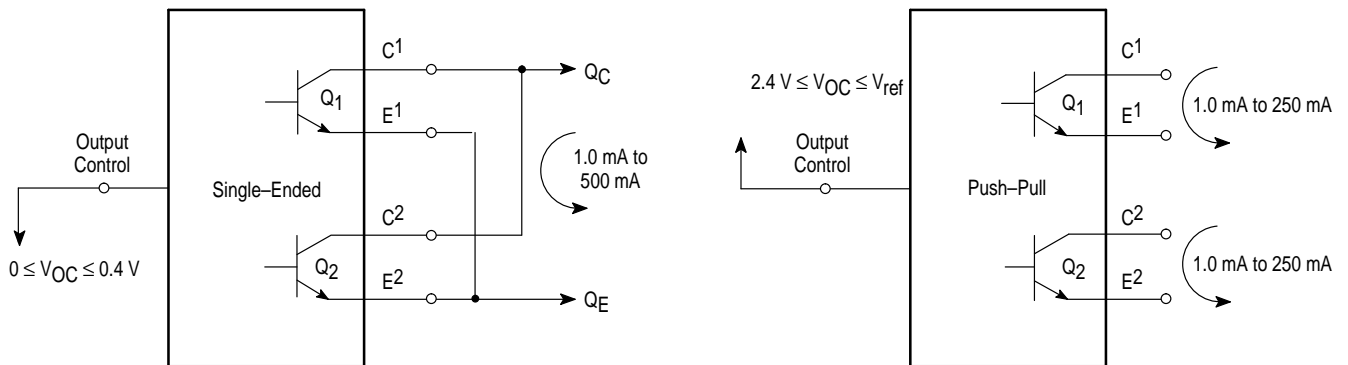 C1
QC
Q1
E1
Output
Control
1.0 mA to
500 mA
Single–Ended
C2
Q2
0 ≤ VOC ≤ 0.4 V
E2
QE
2.4 V ≤ VOC ≤ Vref
C1
Q1
1.0 mA to 250 mA
E1
Output
Control
Push–Pull
C2
Q2
1.0 mA to 250 mA
E2